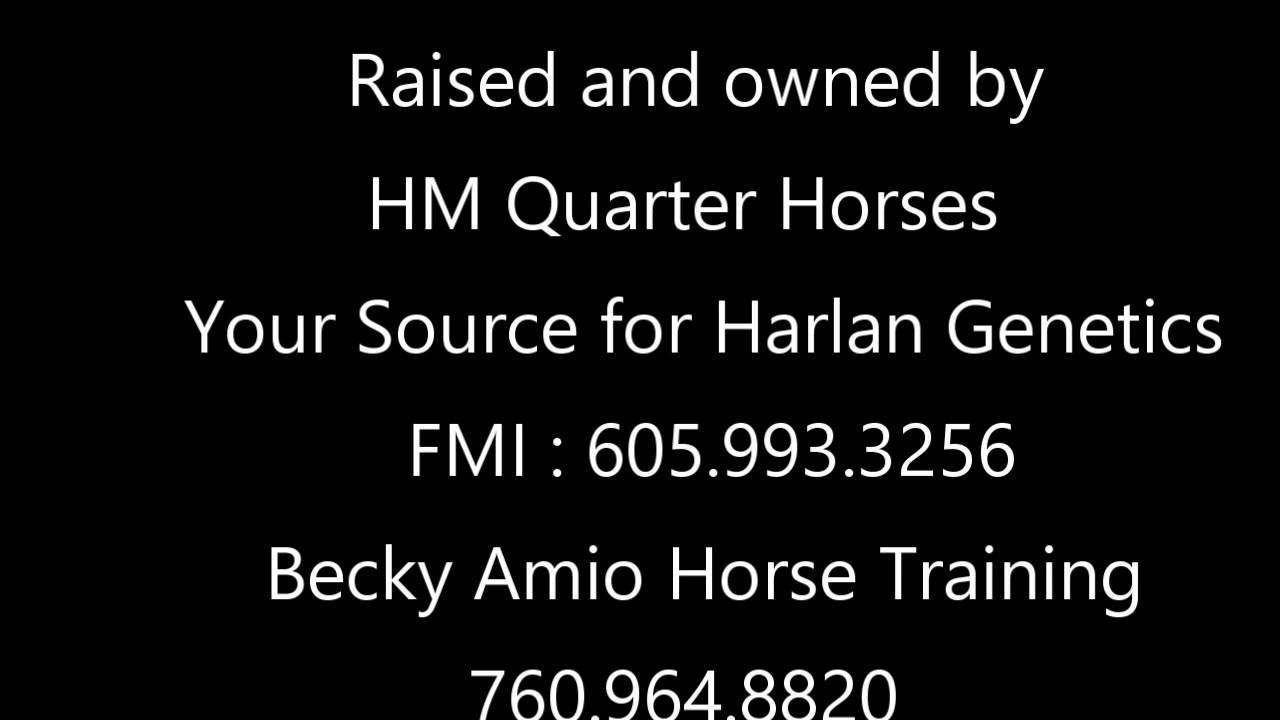 Raised and owned by
HM Quarter Horses
Your Source for Harlan Genetics
FMI : 605.993.3256
Becky Amio Horse Training
760.964.8820